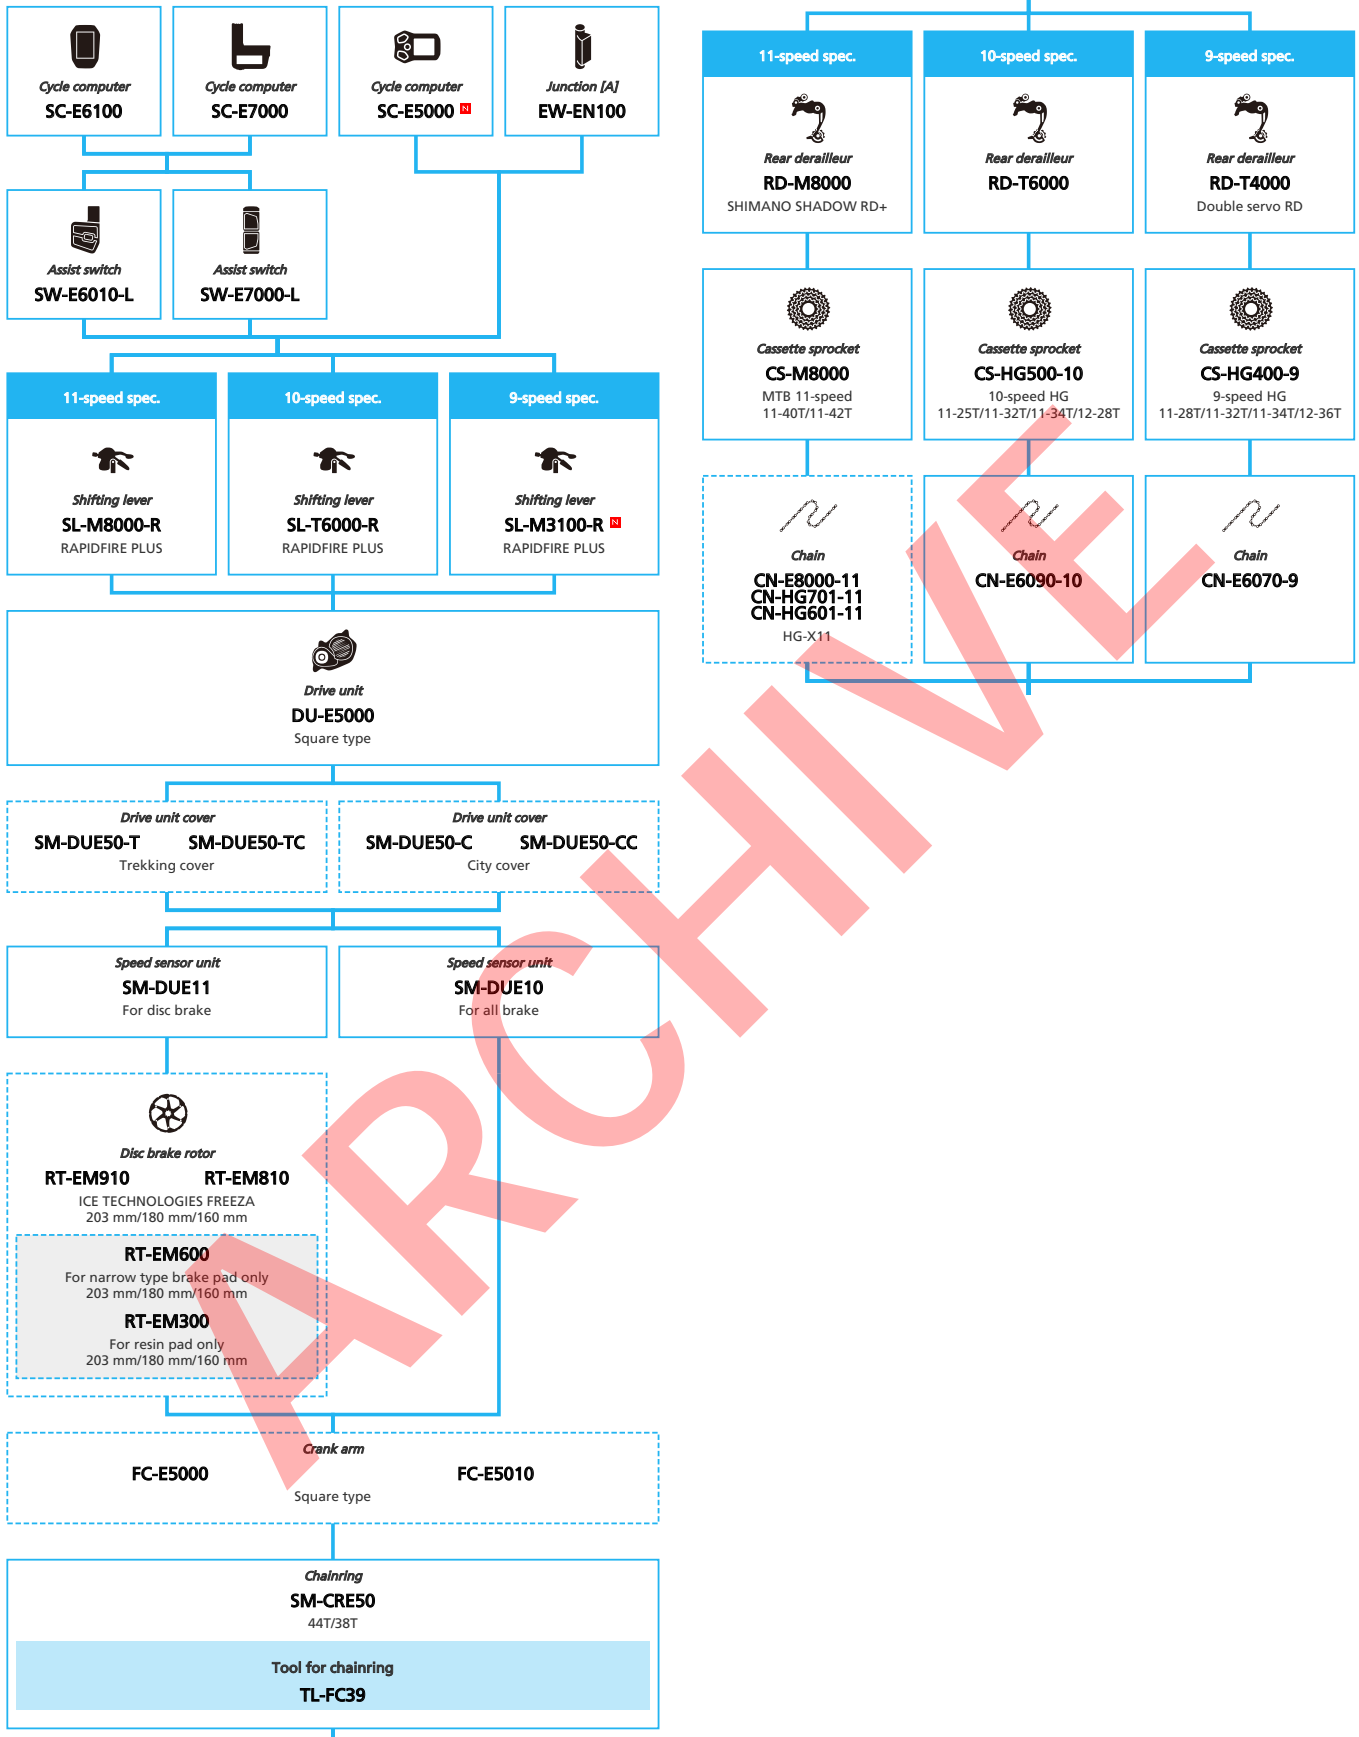 Cycle computer
SC-E6100
Cycle computer
SC-E7000
Cycle computer
SC-E5000 N
Junction [A]
EW-EN100
Assist switch
SW-E6010-L
Assist switch
SW-E7000-L
11-speed spec.
Shifting lever
SL-M8000-R
RAPIDFIRE PLUS
10-speed spec.
Shifting lever
SL-T6000-R
RAPIDFIRE PLUS
9-speed spec.
Shifting lever
SL-M3100-R N
RAPIDFIRE PLUS
Drive unit
DU-E5000
Square type
Drive unit cover
SM-DUE50-T SM-DUE50-TC
Trekking cover
Drive unit cover
SM-DUE50-C SM-DUE50-CC
City cover
Speed sensor unit
SM-DUE11
For disc brake
Speed sensor unit
SM-DUE10
For all brake
Disc brake rotor
RT-EM910 RT-EM810
ICE TECHNOLOGIES FREEZA
203 mm/180 mm/160 mm
RT-EM600
For narrow type brake pad only
203 mm/180 mm/160 mm
RT-EM300
For resin pad only
203 mm/180 mm/160 mm
Crank arm
FC-E5000 FC-E5010
Square type
Chainring
SM-CRE50
44T/38T
Tool for chainring
TL-FC39
11-speed spec.
Rear derailleur
RD-M8000
SHIMANO SHADOW RD+
10-speed spec.
Rear derailleur
RD-T6000
9-speed spec.
Rear derailleur
RD-T4000
Double servo RD
Cassette sprocket
CS-M8000
MTB 11-speed
11-40T/11-42T
Cassette sprocket
CS-HG500-10
10-speed HG
11-25T/11-32T/11-34T/12-28T
Cassette sprocket
CS-HG400-9
9-speed HG
11-28T/11-32T/11-34T/12-36T
Chain
CN-E8000-11
CN-HG701-11
CN-HG601-11
HG-X11
Chain
CN-E6090-10
Chain
CN-E6070-9
ARCHIVE